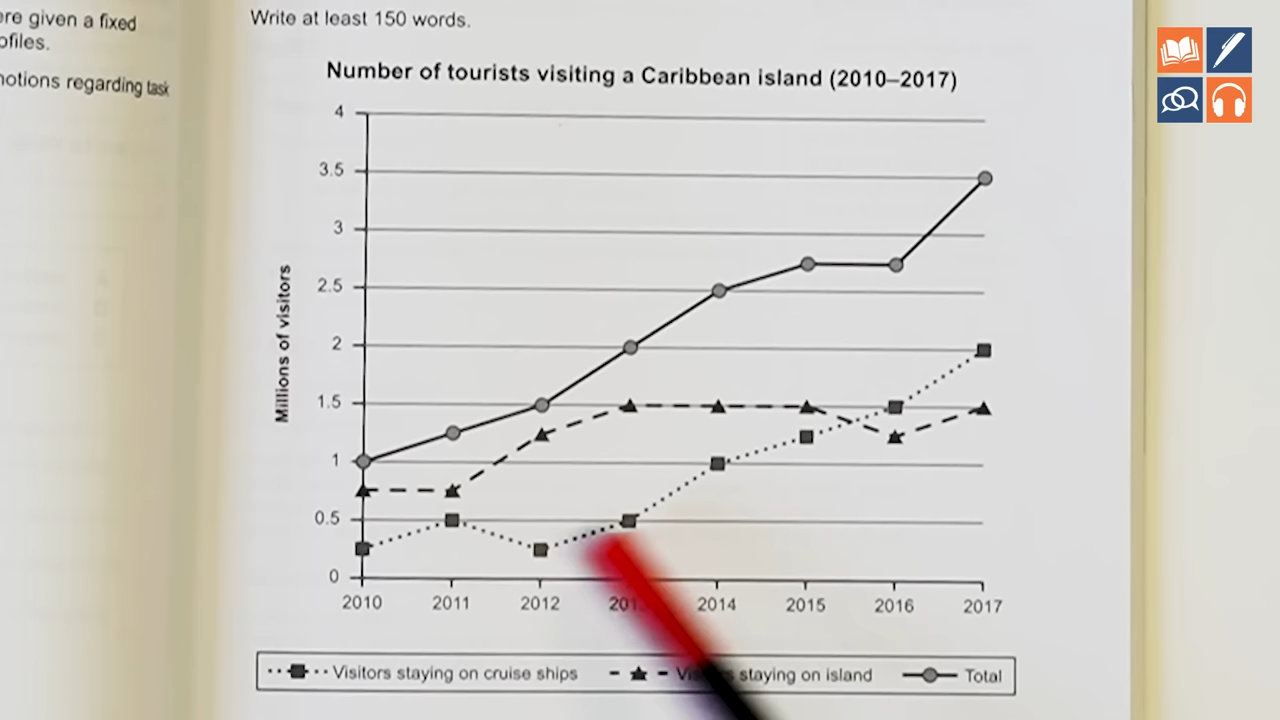 ere given a fixed
ofiles.
notions regarding task
Write at least 150 words.
Number of tourists visiting a Caribbean island (2010–2017)
Millions of visitors
4
3.5
3
2.5
2
1.5
1
0.5
0
2010 2011 2012 2013 2014 2015 2016 2017
Visitors staying on cruise ships staying on island Total